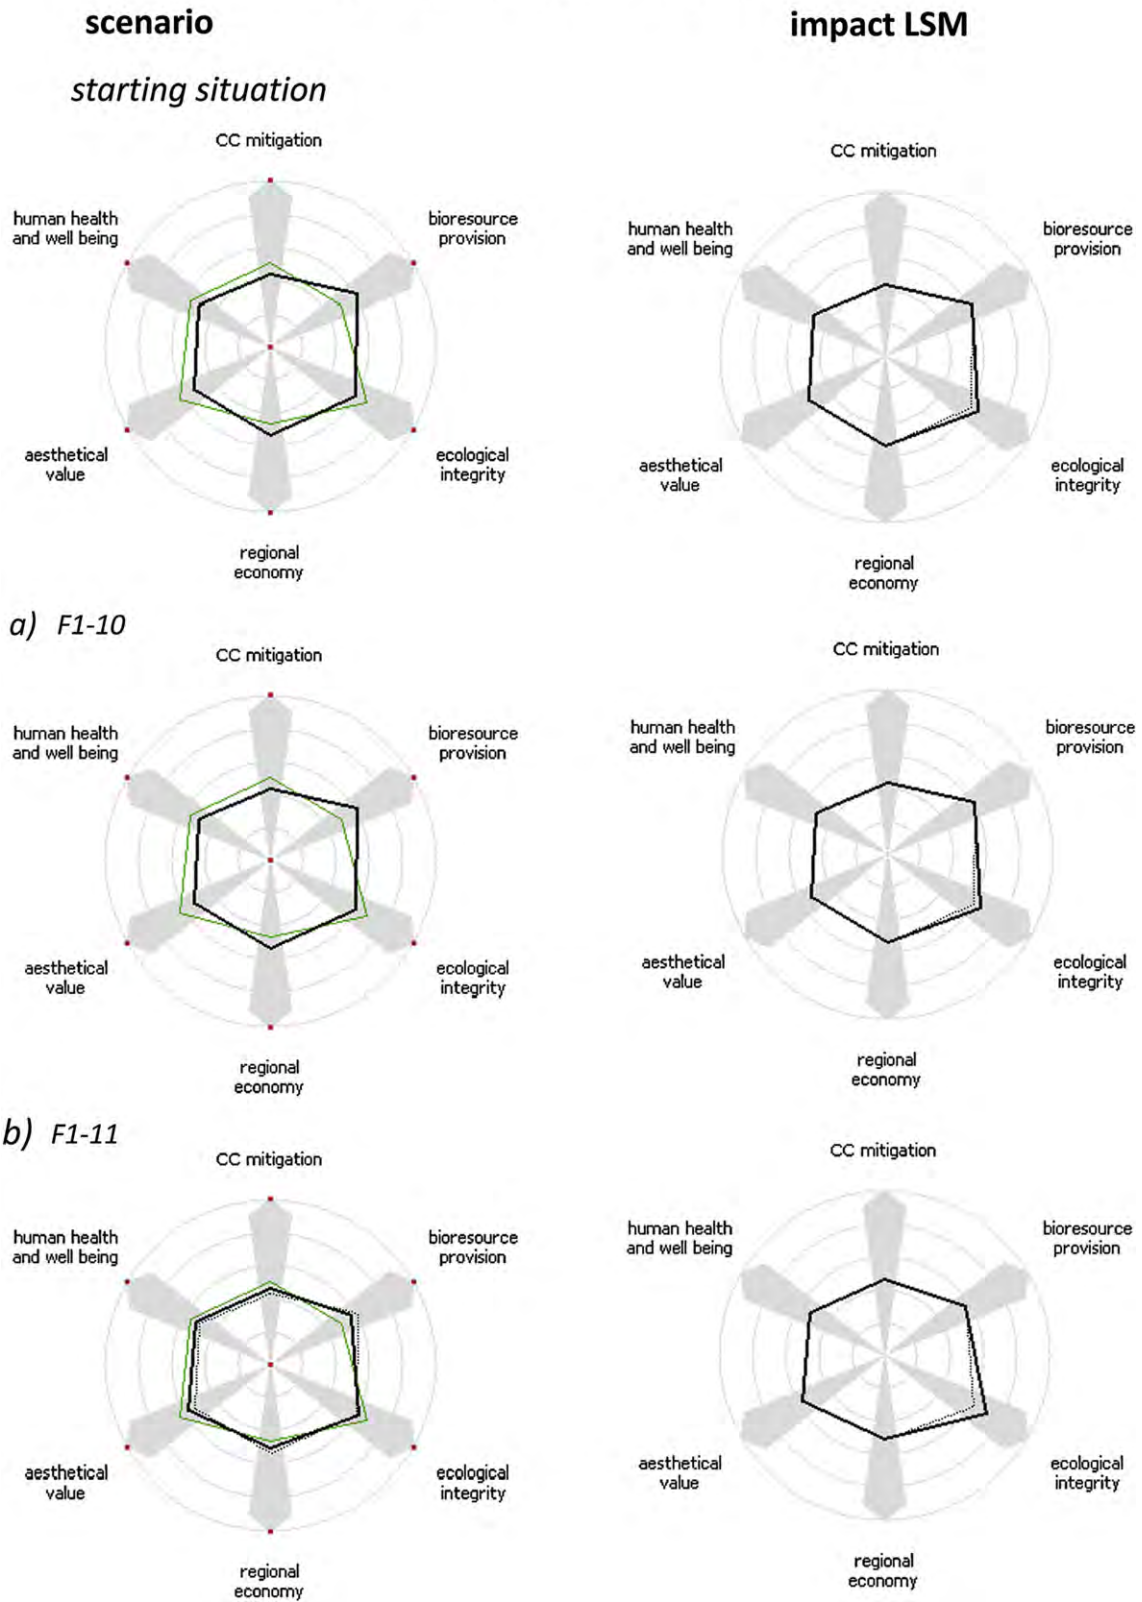 scenario
impact LSM
starting situation
CC mitigation
human health
and well being
bioresource
provision
aesthetical
value
ecological
integrity
regional
economy
CC mitigation
human health
and well being
bioresource
provision
aesthetical
value
ecological
integrity
regional
economy
a) F1-10
CC mitigation
human health
and well being
bioresource
provision
aesthetical
value
ecological
integrity
regional
economy
CC mitigation
human health
and well being
bioresource
provision
aesthetical
value
ecological
integrity
regional
economy
b) F1-11
CC mitigation
human health
and well being
bioresource
provision
aesthetical
value
ecological
integrity
regional
economy
CC mitigation
human health
and well being
bioresource
provision
aesthetical
value
ecological
integrity
regional
economy